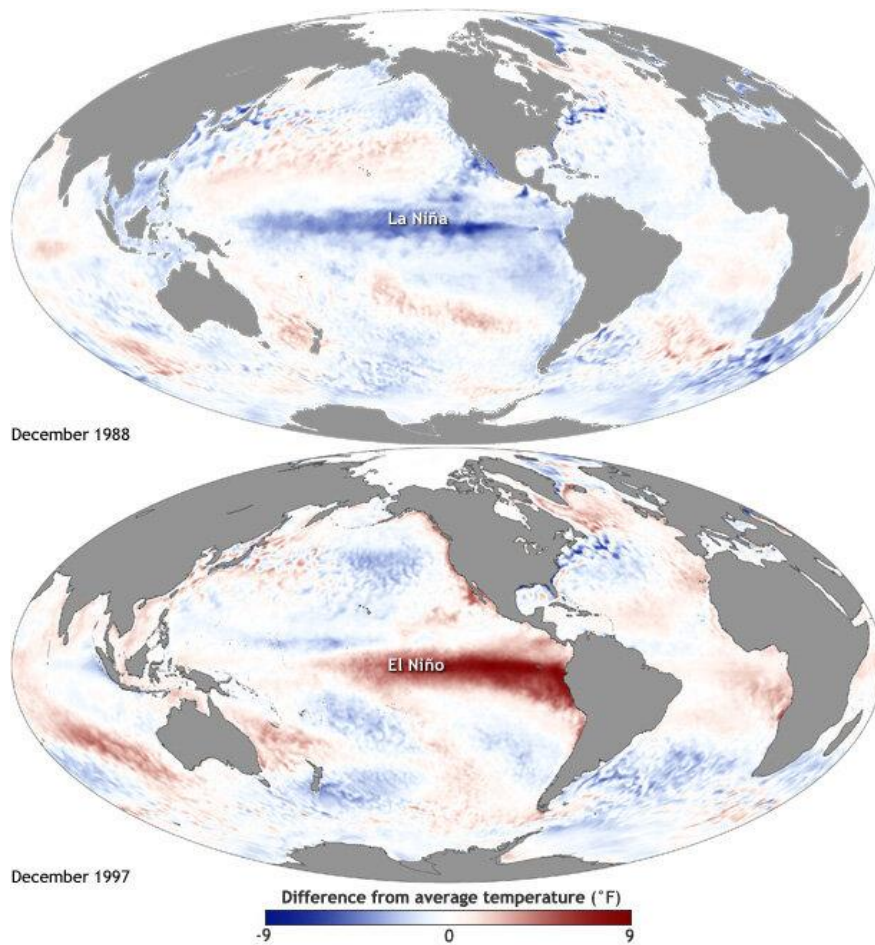 La Niña
December 1988
El Niño
December 1997
Difference from average temperature (°F)
-9 0 9